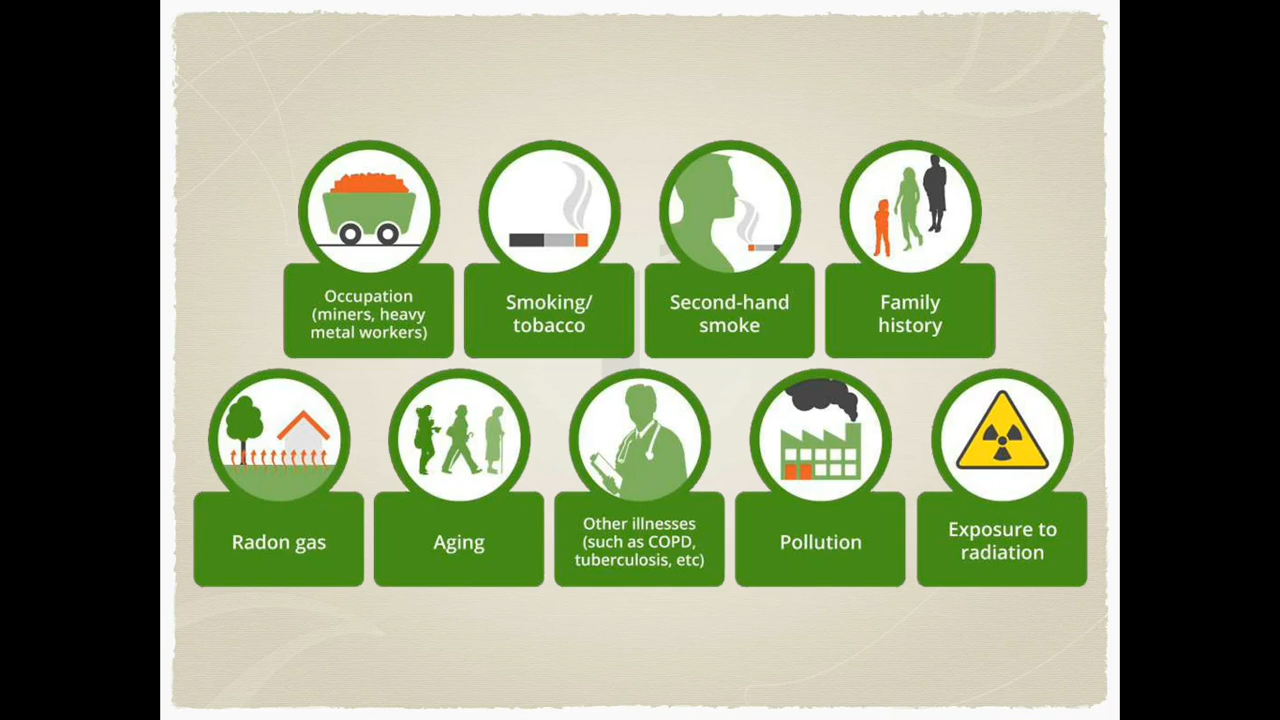 Occupation
(miners, heavy
metal workers)
Smoking/
tobacco
Second-hand
smoke
Family
history
Radon gas
Aging
Other illnesses
(such as COPD,
tuberculosis, etc)
Pollution
Exposure to
radiation